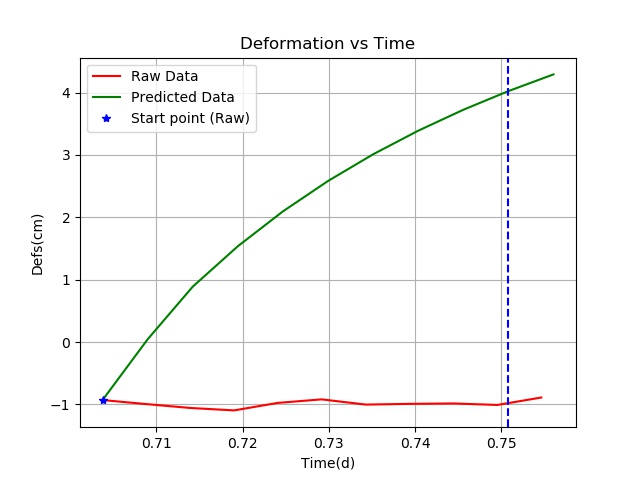 Deformation vs Time
Raw Data
Predicted Data
Start point (Raw)
Defs(cm)
4
3
2
1
0
−1
0.71 0.72 0.73 0.74 0.75
Time(d)